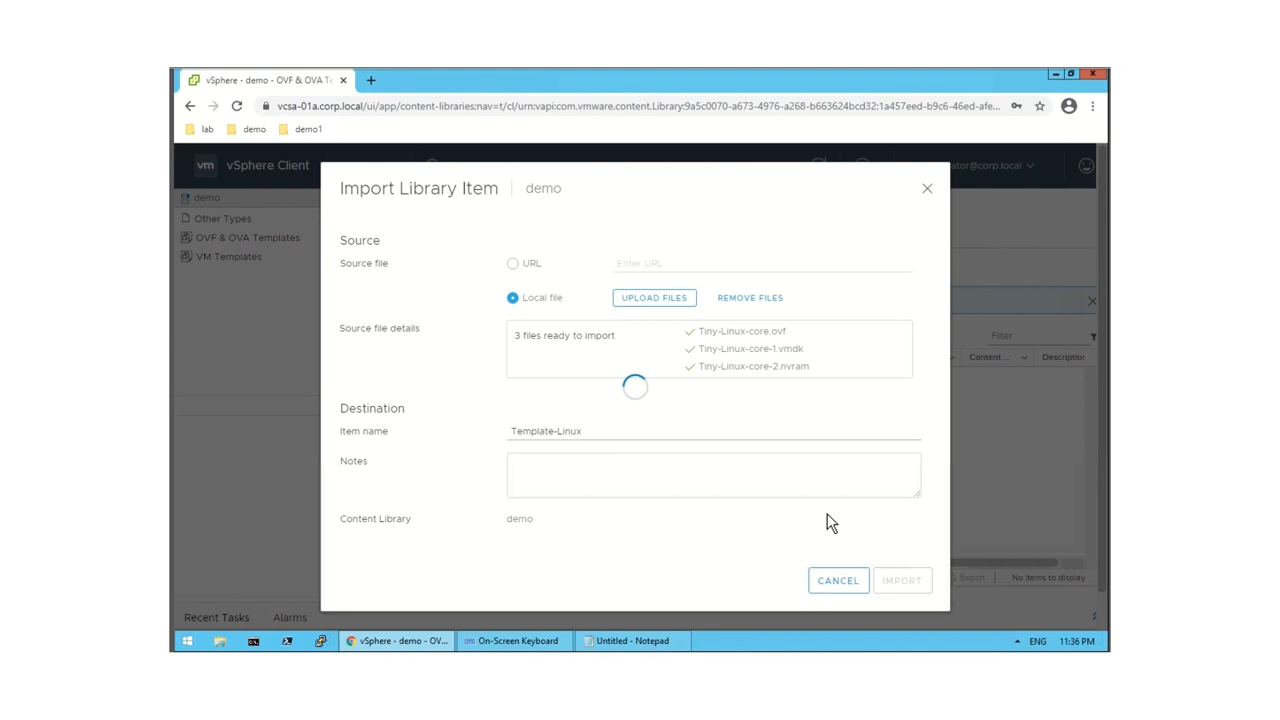 vSphere - demo - OVF & OVA Te
vcsa-01a.corp.local/ui/app/content-libraries:nav=t/cl/urn:vapi:com.vmware.content.Library:9a5c0070-a673-4976-a268-b663624bcd32:1a457eed-b9c6-46ed-afe...
lab demo demo1
vm vSphere Client
ator@corp.local
demo
Other Types
OVF & OVA Templates
VM Templates
Import Library Item demo
Source
Source file URL Enter URL
Local file UPLOAD FILES REMOVE FILES
Source file details 3 files ready to import Tiny-Linux-core.ovf
Tiny-Linux-core-1.vmdk
Tiny-Linux-core-2.nvram
Destination
Item name Template-Linux
Notes
Content Library demo
CANCEL IMPORT
Filter
Content ... Description
Export No items to display
Recent Tasks Alarms
vSphere - demo - OV... On-Screen Keyboard Untitled - Notepad ENG 11:36 PM